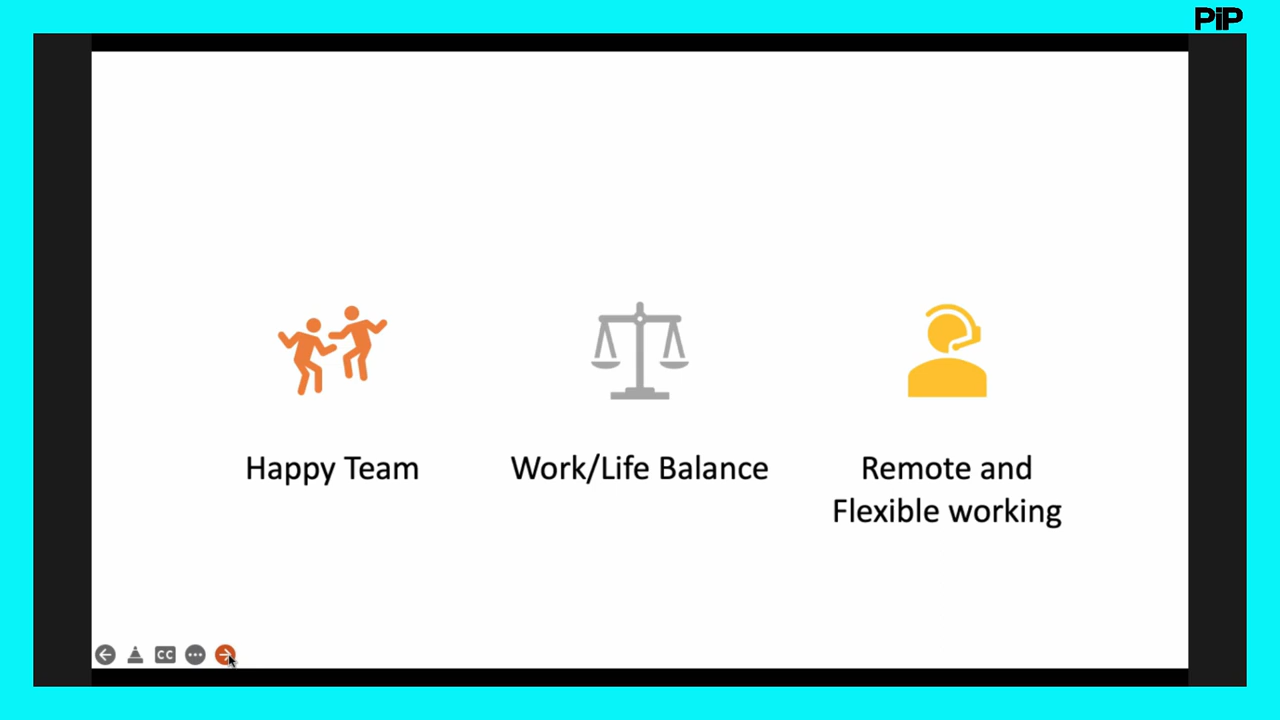 PiP
Happy Team
Work/Life Balance
Remote and
Flexible working
CC